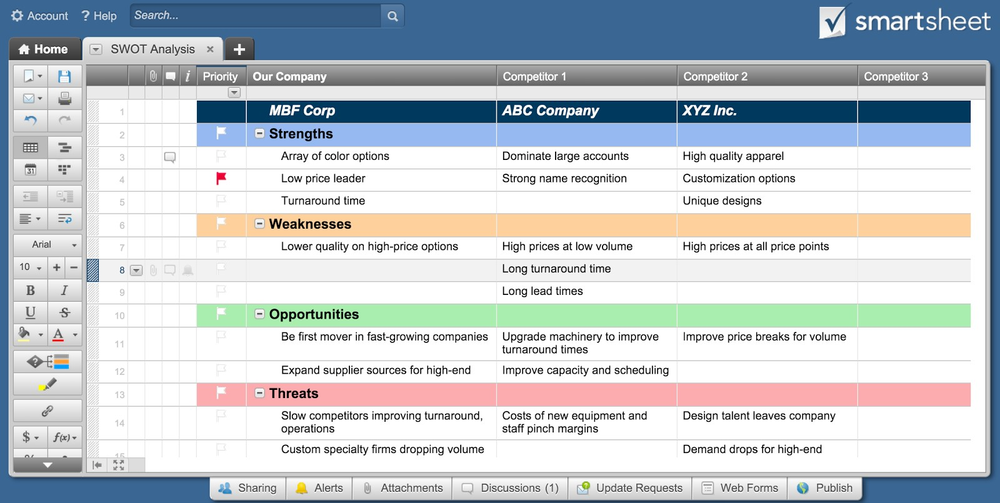 Account ? Help Search...
smartsheet
Home SWOT Analysis × +
i Priority Our Company Competitor 1 Competitor 2 Competitor 3
1 MBF Corp ABC Company XYZ Inc.
2 Strengths
3 Array of color options Dominate large accounts High quality apparel
4 Low price leader Strong name recognition Customization options
31
5 Turnaround time Unique designs
6 Weaknesses
7 Lower quality on high-price options High prices at low volume High prices at all price points
Arial
8 Long turnaround time
10 + −
9 Long lead times
B I
10 Opportunities
U S
11 Be first mover in fast-growing companies Upgrade machinery to improve Improve price breaks for volume
turnaround times
A
12 Expand supplier sources for high-end Improve capacity and scheduling
?
13 Threats
14 Slow competitors improving turnaround, Costs of new equipment and Design talent leaves company
operations staff pinch margins
$ f(x)
15 Custom specialty firms dropping volume Demand drops for high-end
Sharing Alerts Attachments Discussions (1) Update Requests Web Forms Publish